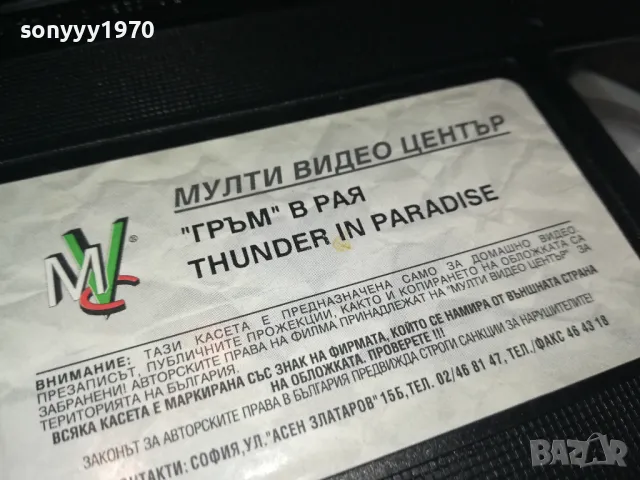 sonyyy1970
МУЛТИ ВИДЕО ЦЕНТЪР
"ГРЪМ" В РАЯ
THUNDER IN PARADISE
MVC®
ВНИМАНИЕ: ТАЗИ КАСЕТА Е ПРЕДНАЗНАЧЕНА САМО ЗА ДОМАШНО ВИДЕО.
ПРЕЗАПИСЪТ, ПУБЛИЧНИТЕ ПРОЖЕКЦИИ, КАКТО И КОПИРАНЕТО НА ОБЛОЖКАТА СА
ЗАБРАНЕНИ! АВТОРСКИТЕ ПРАВА НА ФИЛМА ПРИНАДЛЕЖАТ НА "МУЛТИ ВИДЕО ЦЕНТЪР" ЗА
ТЕРИТОРИЯТА НА БЪЛГАРИЯ.
ВСЯКА КАСЕТА Е МАРКИРАНА СЪС ЗНАК НА ФИРМАТА, КОЙТО СЕ НАМИРА ОТ ВЪНШНАТА СТРАНА
НА ОБЛОЖКАТА. ПРОВЕРЕТЕ !!!
ЗАКОНЪТ ЗА АВТОРСКИТЕ ПРАВА В БЪЛГАРИЯ ПРЕДВИЖДА СТРОГИ САНКЦИИ ЗА НАРУШИТЕЛИТЕ!
КОНТАКТИ: СОФИЯ, УЛ."АСЕН ЗЛАТАРОВ" 15Б, ТЕЛ. 02/46 81 47, ТЕЛ./ФАКС 46 43 18
BAZAR